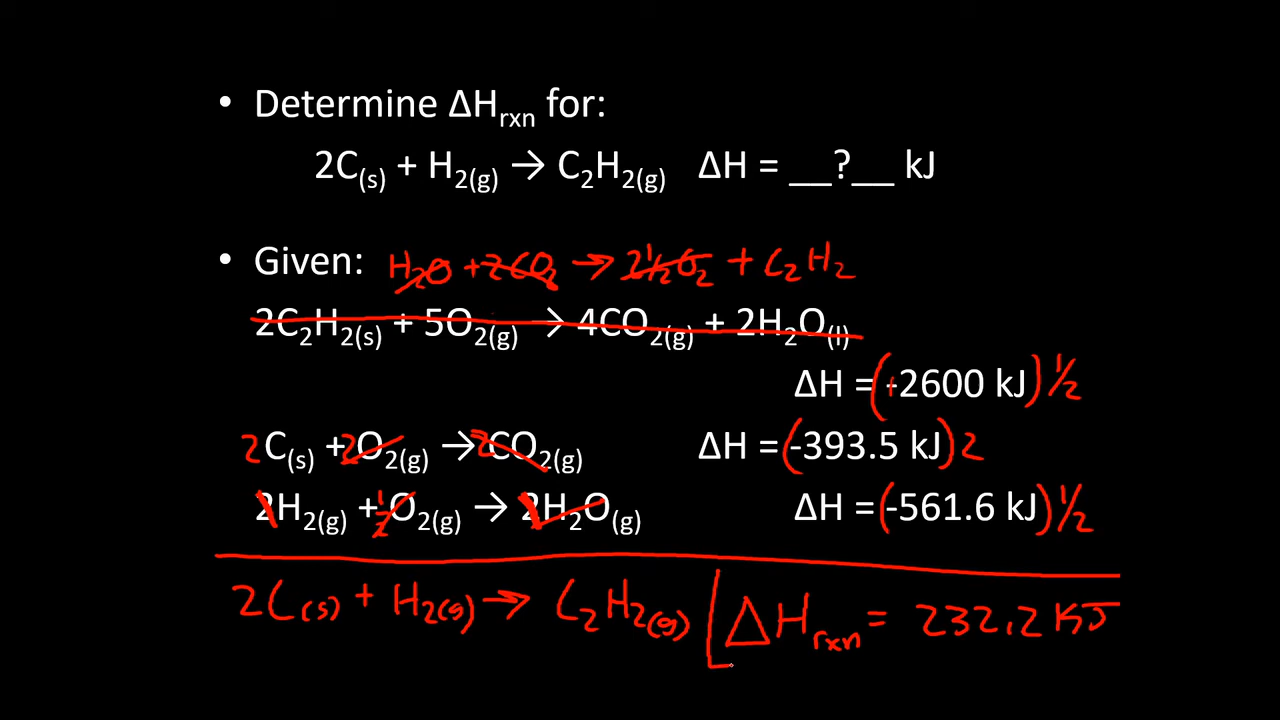 • Determine ΔHrxn for:
2C(s) + H2(g) → C2H2(g) ΔH = __?__ kJ
• Given: H2O + 2CO2 → 2½O2 + C2H2
2C2H2(s) + 5O2(g) → 4CO2(g) + 2H2O(l)
ΔH = (+2600 kJ) 1/2
2C(s) + 2O2(g) → 2CO2(g) ΔH = (-393.5 kJ) 2
2H2(g) + ½O2(g) → 2H2O(g) ΔH = (-561.6 kJ) 1/2
2C(s) + H2(g) → C2H2(g) ΔHrxn = 232.2 KJ